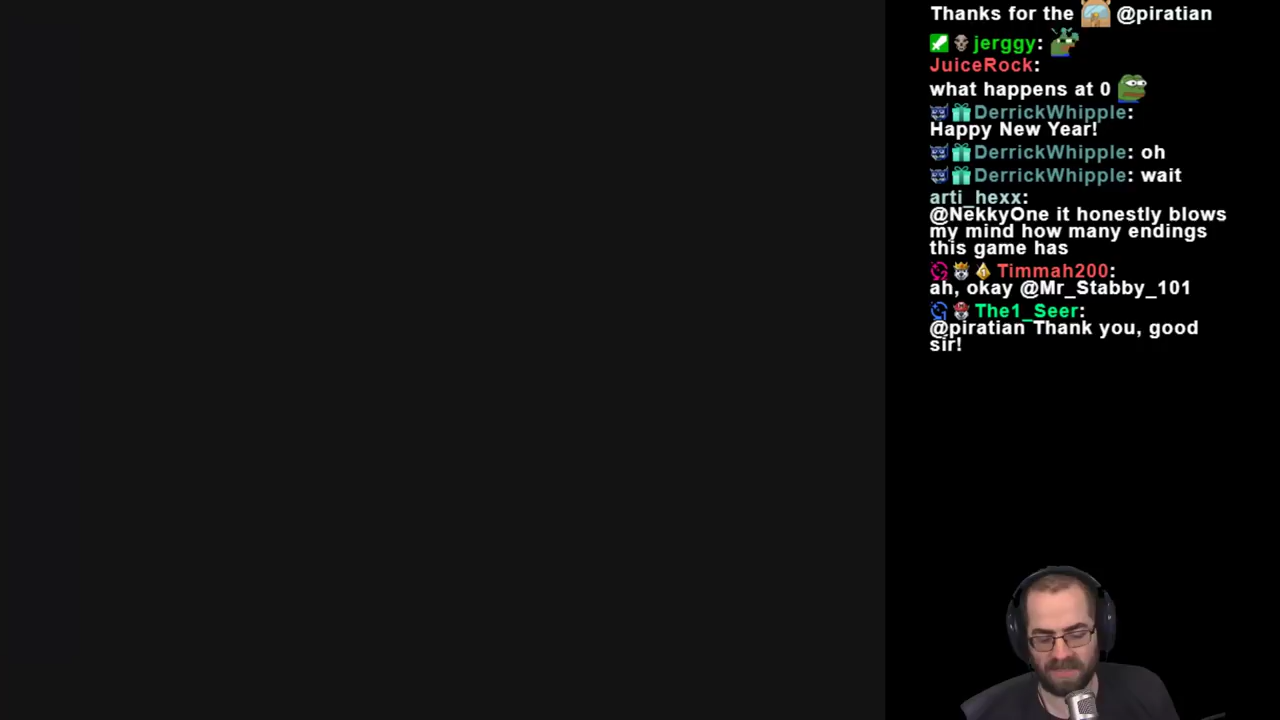 Thanks for the @piratian
jerggy:
JuiceRock:
what happens at 0
DerrickWhipple:
Happy New Year!
DerrickWhipple: oh
DerrickWhipple: wait
arti_hexx:
@NekkyOne it honestly blows
my mind how many endings
this game has
Timmah200:
ah, okay @Mr_Stabby_101
The1_Seer:
@piratian Thank you, good
sir!